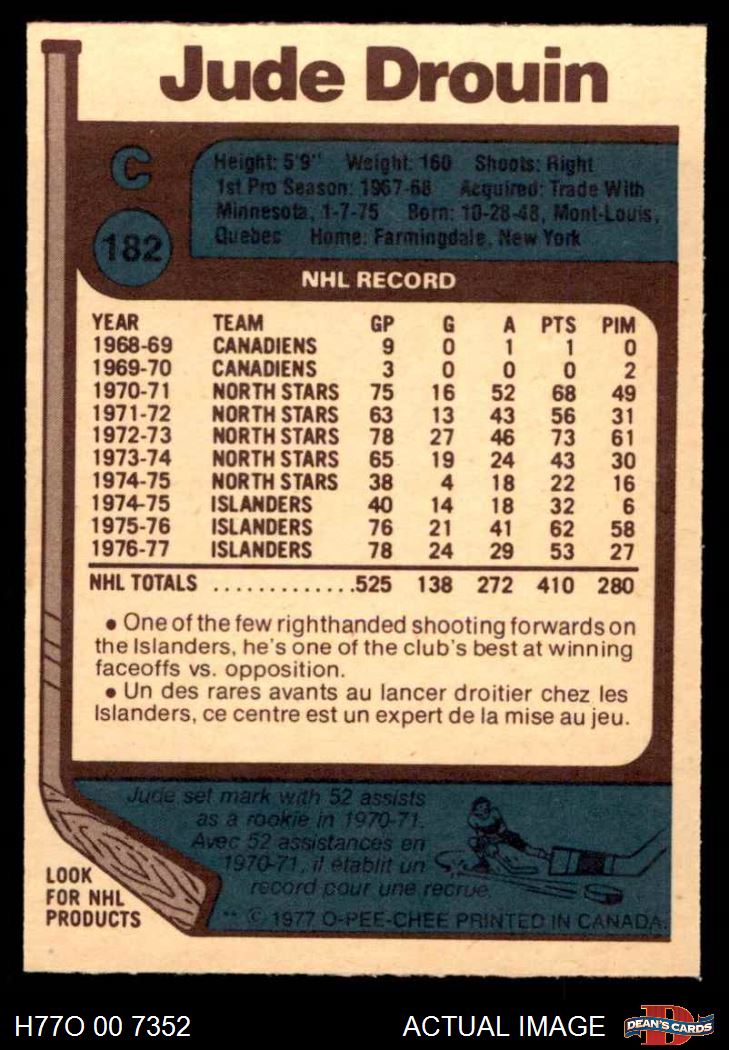 Jude Drouin
C
182
Height: 5'9" Weight: 160 Shoots: Right
1st Pro Season: 1967-68 Acquired: Trade With
Minnesota, 1-7-75 Born: 10-28-48, Mont-Louis,
Quebec Home: Farmingdale, New York
NHL RECORD
YEAR TEAM GP G A PTS PIM
1968-69 CANADIENS 9 0 1 1 0
1969-70 CANADIENS 3 0 0 0 2
1970-71 NORTH STARS 75 16 52 68 49
1971-72 NORTH STARS 63 13 43 56 31
1972-73 NORTH STARS 78 27 46 73 61
1973-74 NORTH STARS 65 19 24 43 30
1974-75 NORTH STARS 38 4 18 22 16
1974-75 ISLANDERS 40 14 18 32 6
1975-76 ISLANDERS 76 21 41 62 58
1976-77 ISLANDERS 78 24 29 53 27
NHL TOTALS .............525 138 272 410 280
• One of the few righthanded shooting forwards on
the Islanders, he's one of the club's best at winning
faceoffs vs. opposition.
• Un des rares avants au lancer droitier chez les
Islanders, ce centre est un expert de la mise au jeu.
Jude set mark with 52 assists
as a rookie in 1970-71.
Avec 52 assistances en
1970-71, il établit un
record pour une recrue.
LOOK
FOR NHL
PRODUCTS
** © 1977 O-PEE-CHEE PRINTED IN CANADA.
H77O 00 7352
ACTUAL IMAGE
D
DEAN'S CARDS